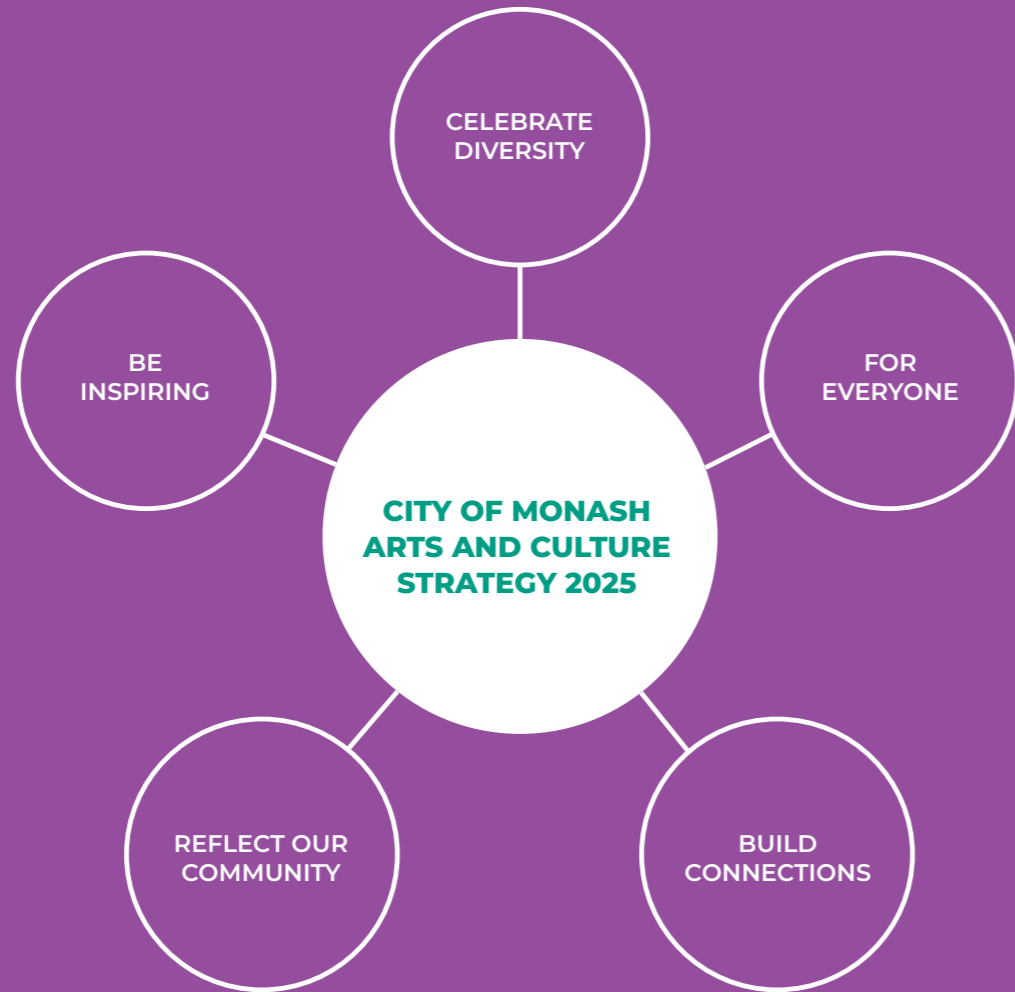 CELEBRATE
DIVERSITY
BE
INSPIRING
FOR
EVERYONE
CITY OF MONASH
ARTS AND CULTURE
STRATEGY 2025
REFLECT OUR
COMMUNITY
BUILD
CONNECTIONS